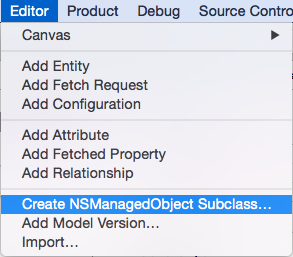 Editor Product Debug Source Contro
Canvas
Add Entity
Add Fetch Request
Add Configuration
Add Attribute
Add Fetched Property
Add Relationship
Create NSManagedObject Subclass...
Add Model Version...
Import...